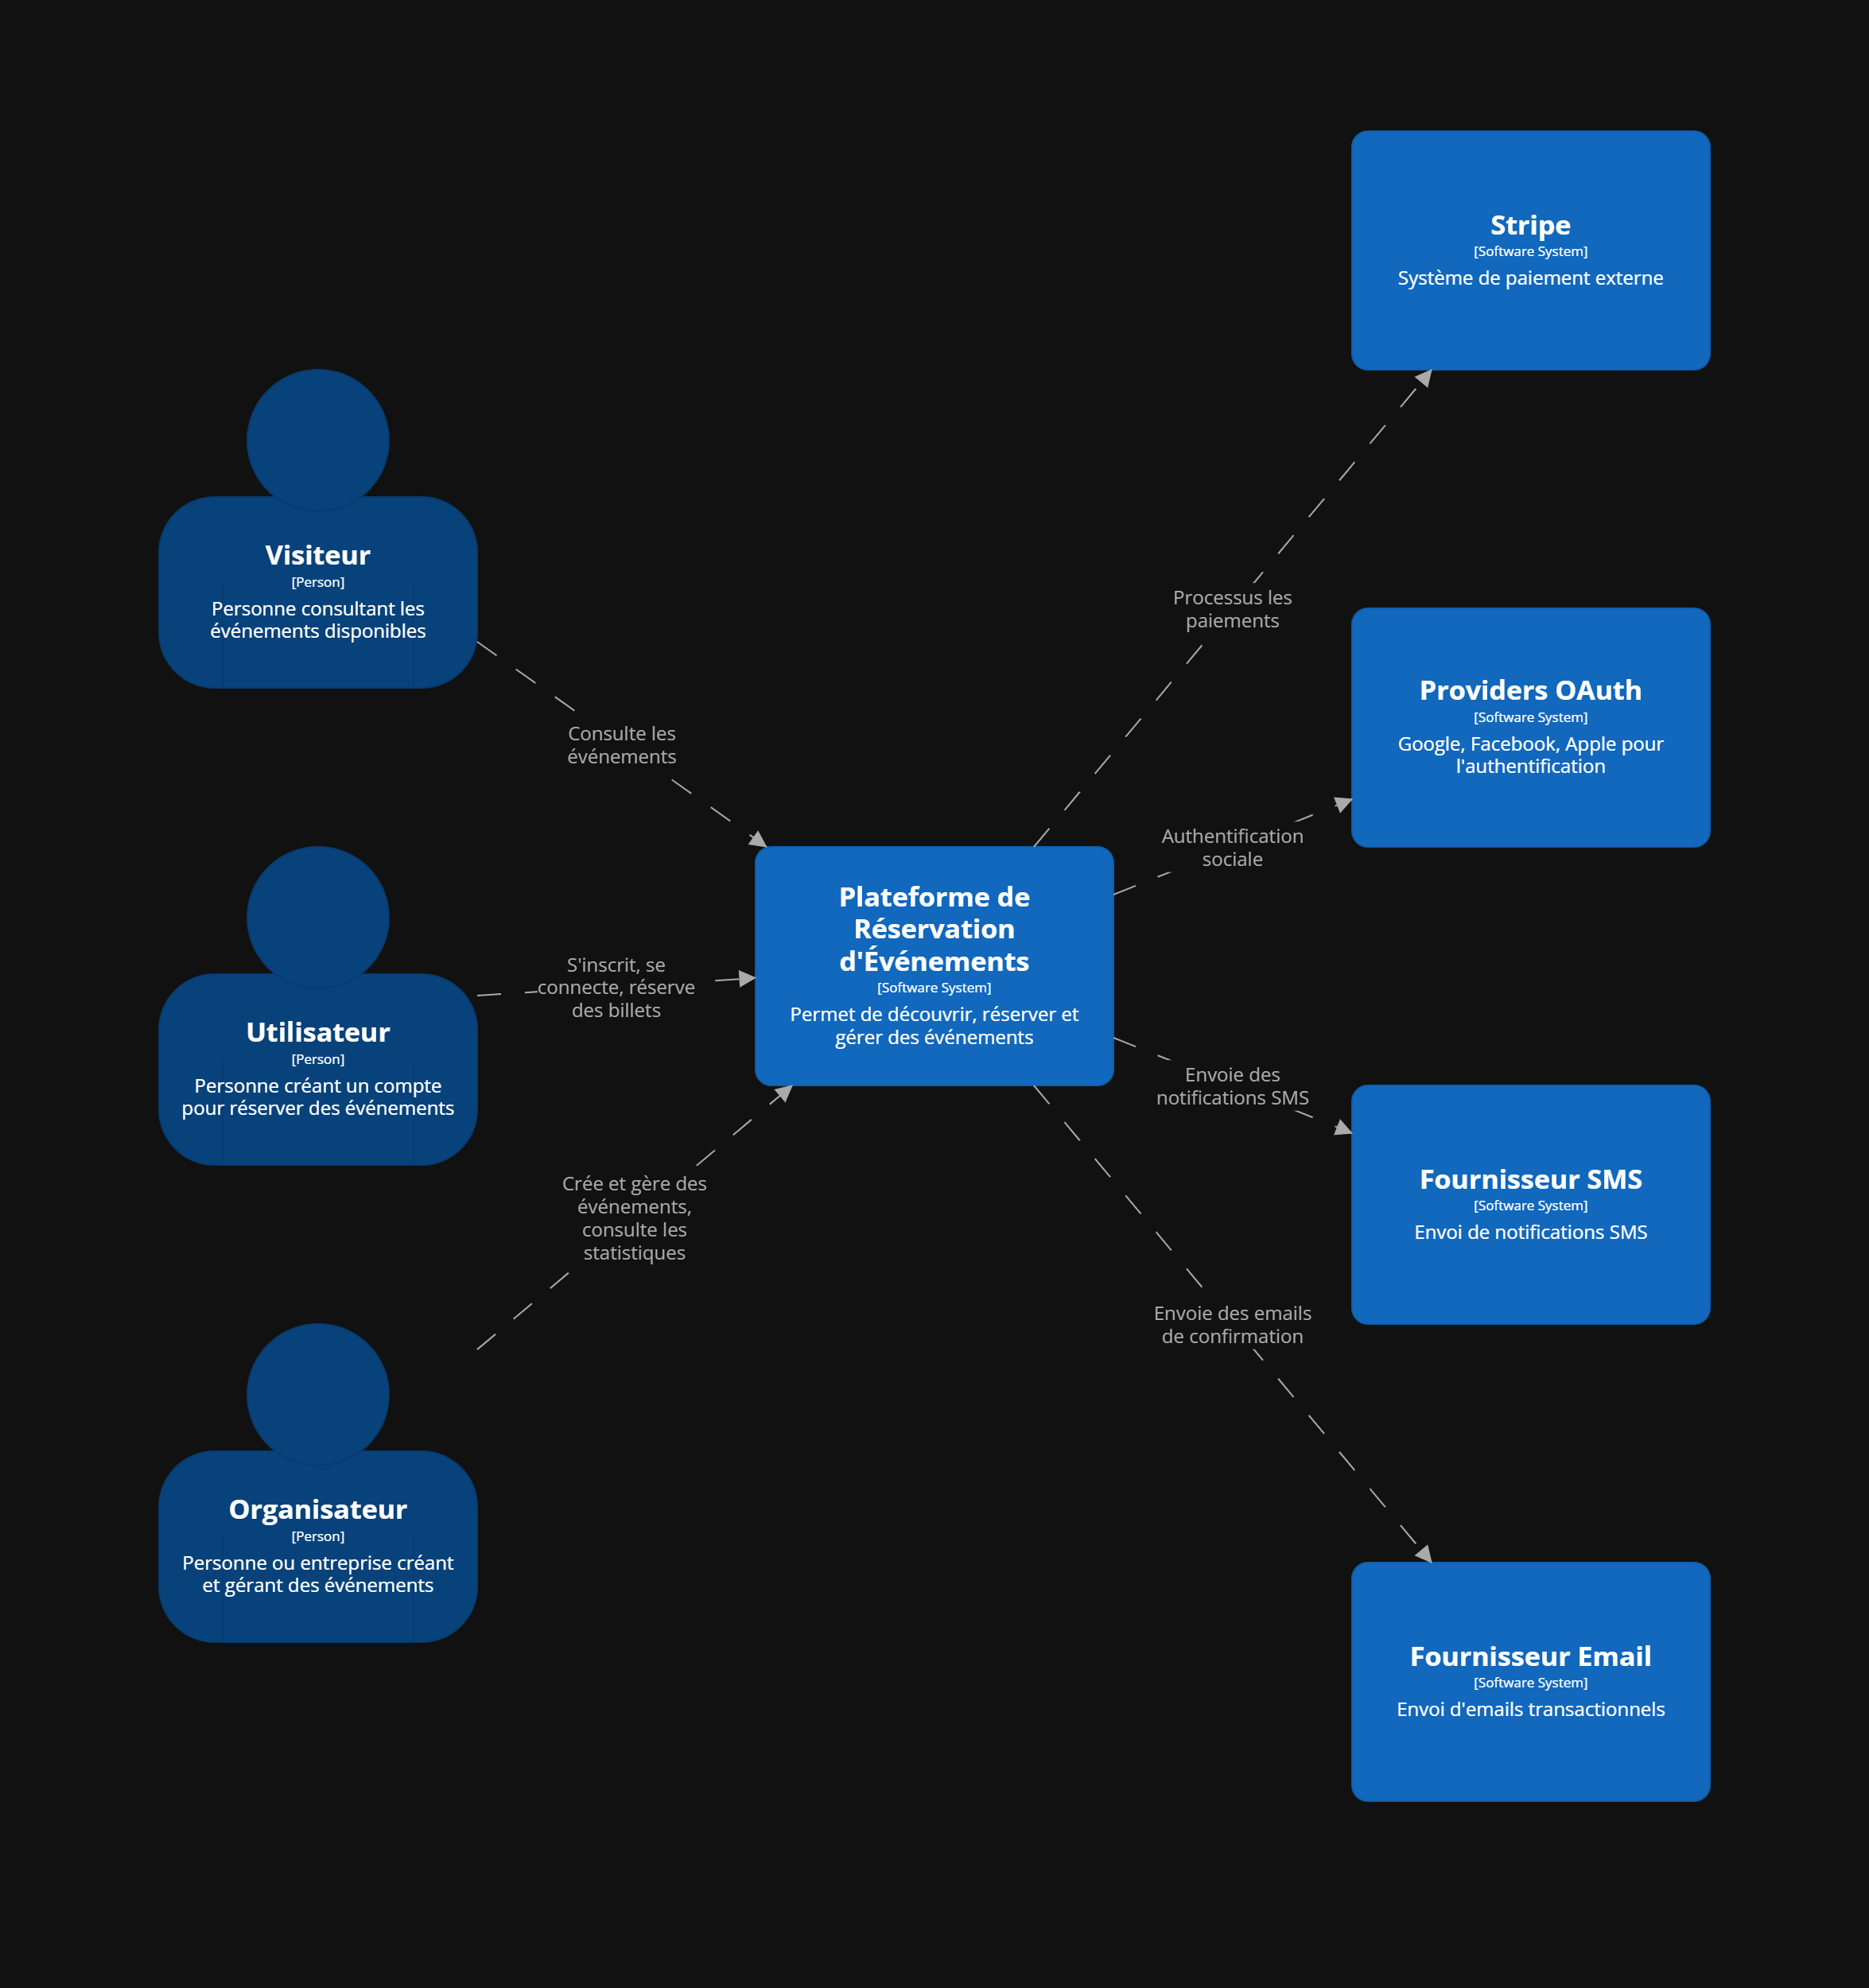 Stripe
[Software System]
Système de paiement externe
Visiteur
[Person]
Personne consultant les
événements disponibles
Processus les
paiements
Providers OAuth
[Software System]
Google, Facebook, Apple pour
l'authentification
Consulte les
événements
Authentification
sociale
Plateforme de
Réservation
d'Événements
[Software System]
Permet de découvrir, réserver et
gérer des événements
S'inscrit, se
connecte, réserve
des billets
Utilisateur
[Person]
Personne créant un compte
pour réserver des événements
Envoie des
notifications SMS
Fournisseur SMS
[Software System]
Envoi de notifications SMS
Crée et gère des
événements,
consulte les
statistiques
Envoie des emails
de confirmation
Organisateur
[Person]
Personne ou entreprise créant
et gérant des événements
Fournisseur Email
[Software System]
Envoi d'emails transactionnels